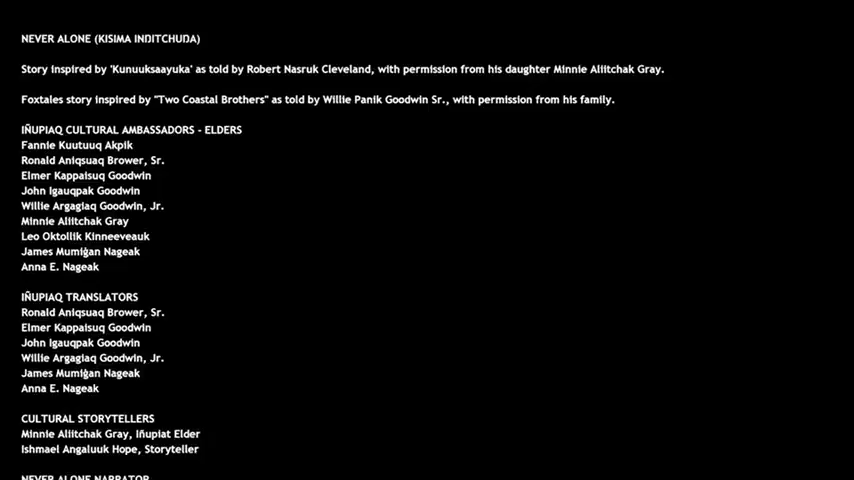 NEVER ALONE (KISIMA INŊITCHUŊA)
Story inspired by 'Kunuuksaayuka' as told by Robert Nasruk Cleveland, with permission from his daughter Minnie Aliitchak Gray.
Foxtales story inspired by "Two Coastal Brothers" as told by Willie Panik Goodwin Sr., with permission from his family.
IÑUPIAQ CULTURAL AMBASSADORS - ELDERS
Fannie Kuutuuq Akpik
Ronald Aniqsuaq Brower, Sr.
Elmer Kappaisuq Goodwin
John Igauqpak Goodwin
Willie Argagiaq Goodwin, Jr.
Minnie Aliitchak Gray
Leo Oktollik Kinneeveauk
James Mumiġan Nageak
Anna E. Nageak
IÑUPIAQ TRANSLATORS
Ronald Aniqsuaq Brower, Sr.
Elmer Kappaisuq Goodwin
John Igauqpak Goodwin
Willie Argagiaq Goodwin, Jr.
James Mumiġan Nageak
Anna E. Nageak
CULTURAL STORYTELLERS
Minnie Aliitchak Gray, Iñupiat Elder
Ishmael Angaluuk Hope, Storyteller
NEVER ALONE NARRATOR